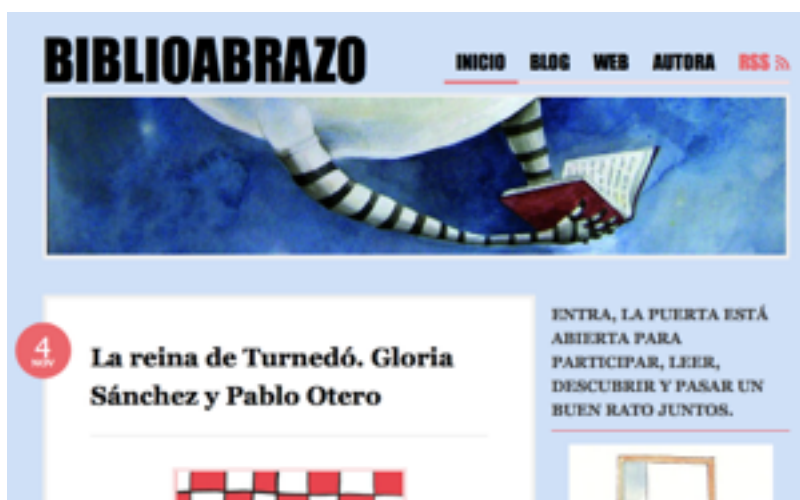 BIBLIOABRAZO
INICIO BLOG WEB AUTORA RSS
4
NOV
La reina de Turnedó. Gloria
Sánchez y Pablo Otero
ENTRA, LA PUERTA ESTÁ
ABIERTA PARA
PARTICIPAR, LEER,
DESCUBRIR Y PASAR UN
BUEN RATO JUNTOS.